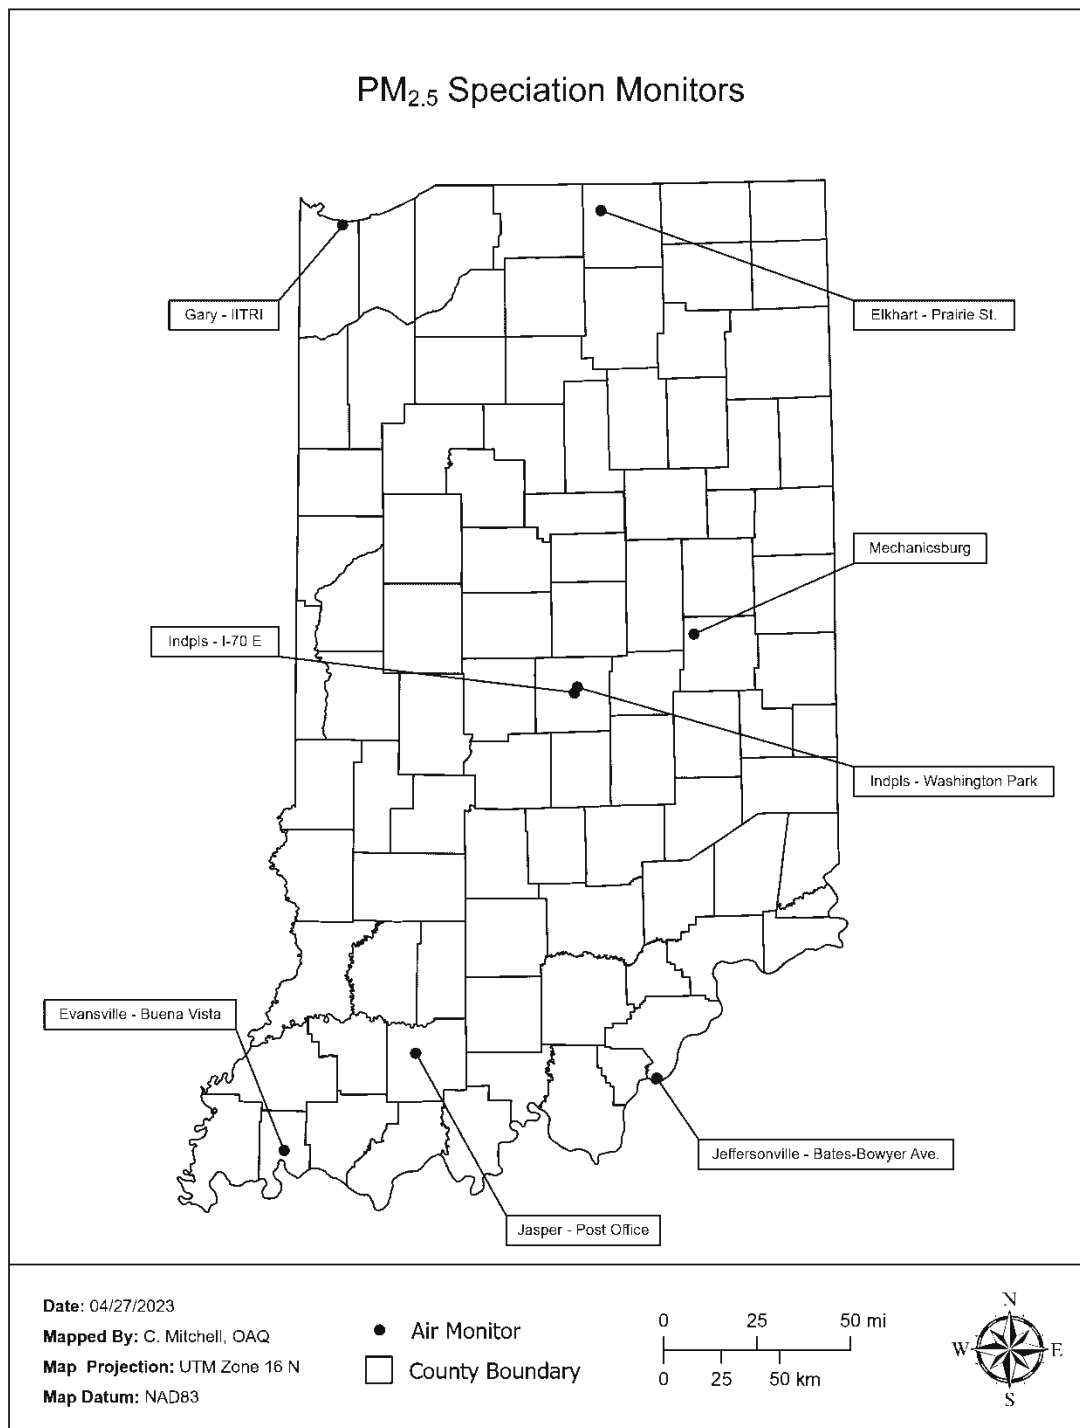 PM2.5 Speciation Monitors
Gary - IITRI
Elkhart - Prairie St.
Mechanicsburg
Indpls - I-70 E
Indpls - Washington Park
Evansville - Buena Vista
Jeffersonville - Bates-Bowyer Ave.
Jasper - Post Office
Date: 04/27/2023
Mapped By: C. Mitchell, OAQ
Map Projection: UTM Zone 16 N
Map Datum: NAD83
Air Monitor
County Boundary
0 25 50 mi
0 25 50 km
N
W E
S